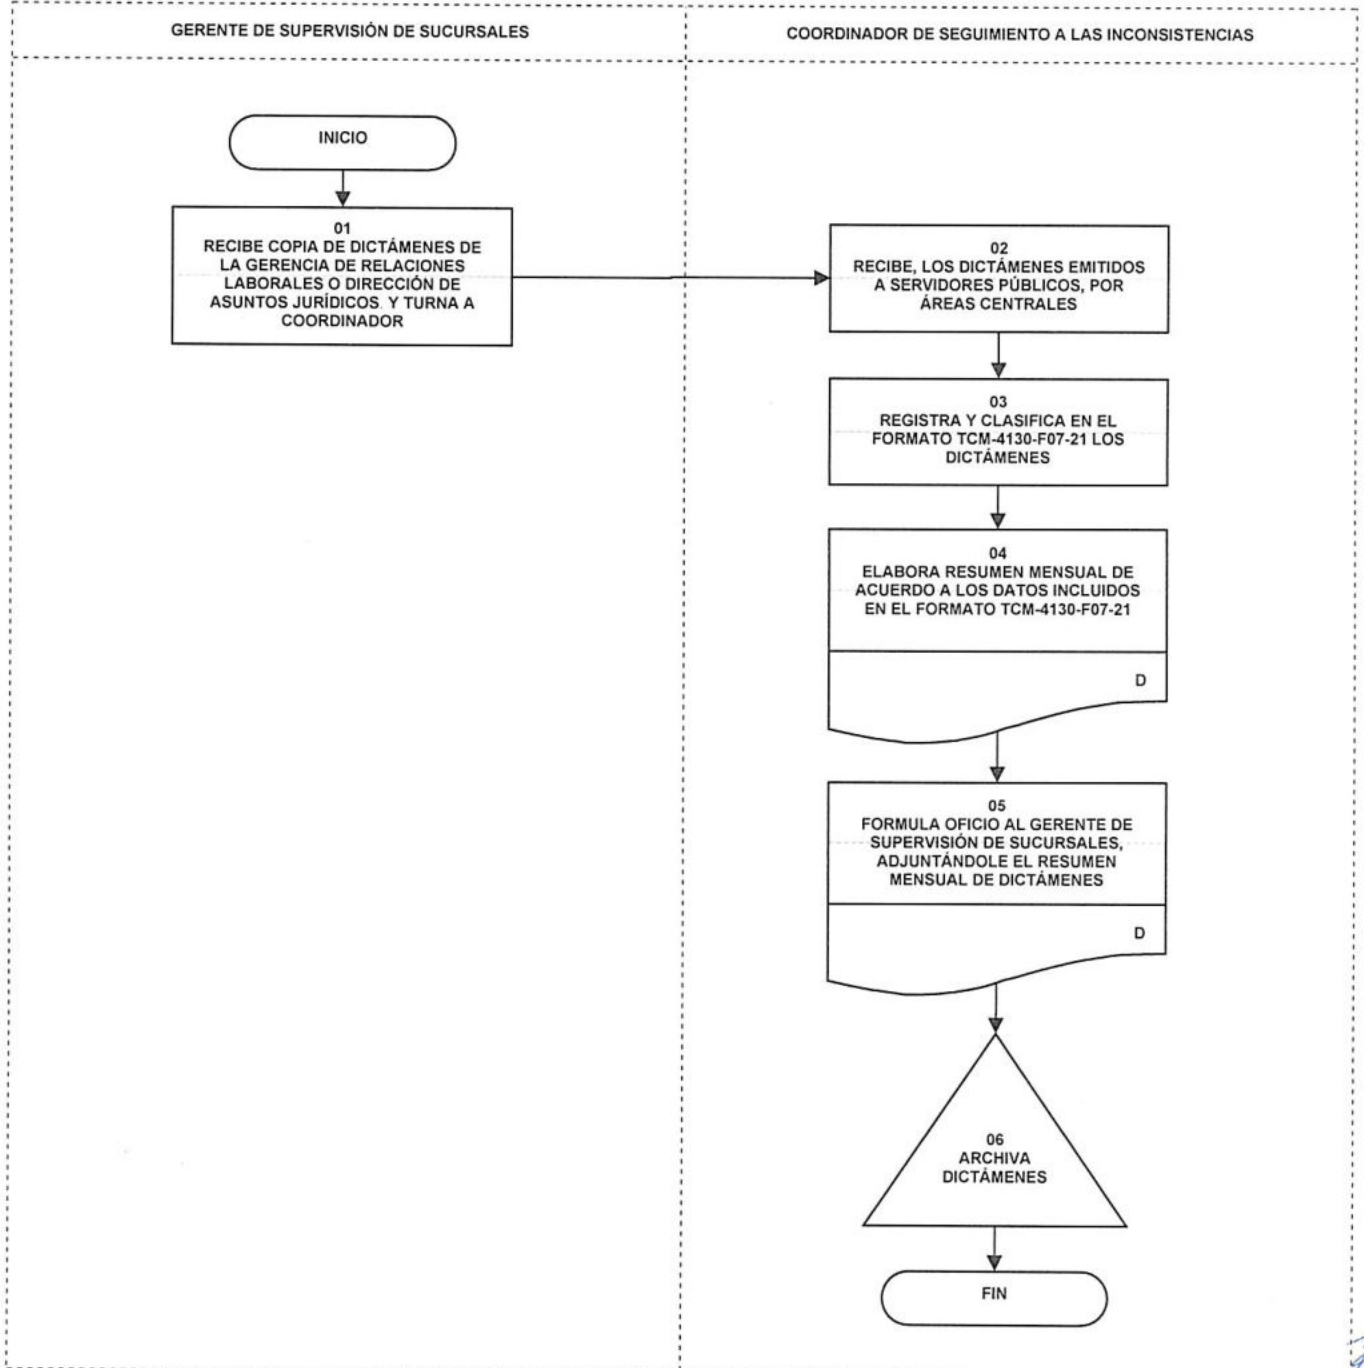 GERENTE DE SUPERVISIÓN DE SUCURSALES
COORDINADOR DE SEGUIMIENTO A LAS INCONSISTENCIAS
INICIO
01
RECIBE COPIA DE DICTÁMENES DE
LA GERENCIA DE RELACIONES
LABORALES O DIRECCIÓN DE
ASUNTOS JURÍDICOS. Y TURNA A
COORDINADOR
02
RECIBE, LOS DICTÁMENES EMITIDOS
A SERVIDORES PÚBLICOS, POR
ÁREAS CENTRALES
03
REGISTRA Y CLASIFICA EN EL
FORMATO TCM-4130-F07-21 LOS
DICTÁMENES
04
ELABORA RESUMEN MENSUAL DE
ACUERDO A LOS DATOS INCLUIDOS
EN EL FORMATO TCM-4130-F07-21
D
05
FORMULA OFICIO AL GERENTE DE
SUPERVISIÓN DE SUCURSALES,
ADJUNTÁNDOLE EL RESUMEN
MENSUAL DE DICTÁMENES
D
06
ARCHIVA
DICTÁMENES
FIN